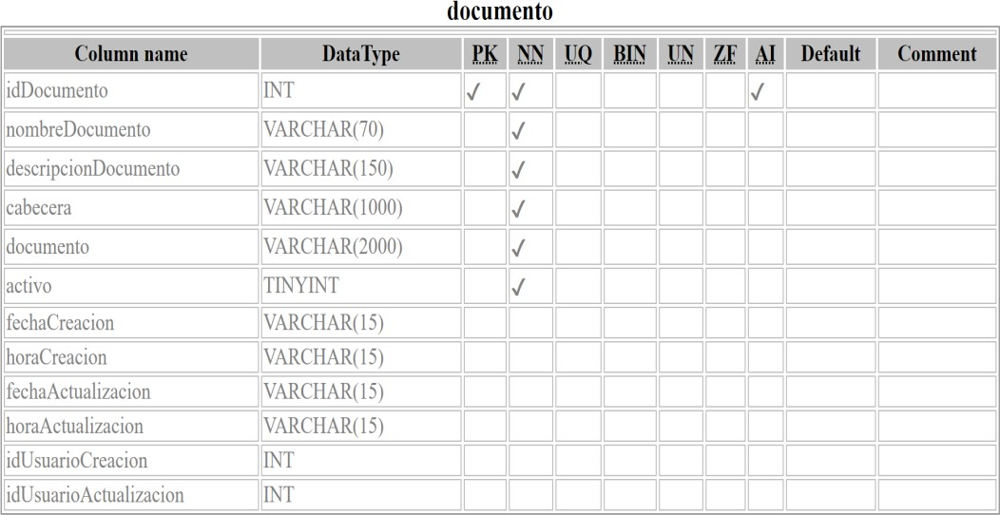 documento
Column name DataType PK NN UQ BIN UN ZF AI Default Comment
idDocumento INT ✓ ✓ ✓
nombreDocumento VARCHAR(70) ✓
descripcionDocumento VARCHAR(150) ✓
cabecera VARCHAR(1000) ✓
documento VARCHAR(2000) ✓
activo TINYINT ✓
fechaCreacion VARCHAR(15)
horaCreacion VARCHAR(15)
fechaActualizacion VARCHAR(15)
horaActualizacion VARCHAR(15)
idUsuarioCreacion INT
idUsuarioActualizacion INT